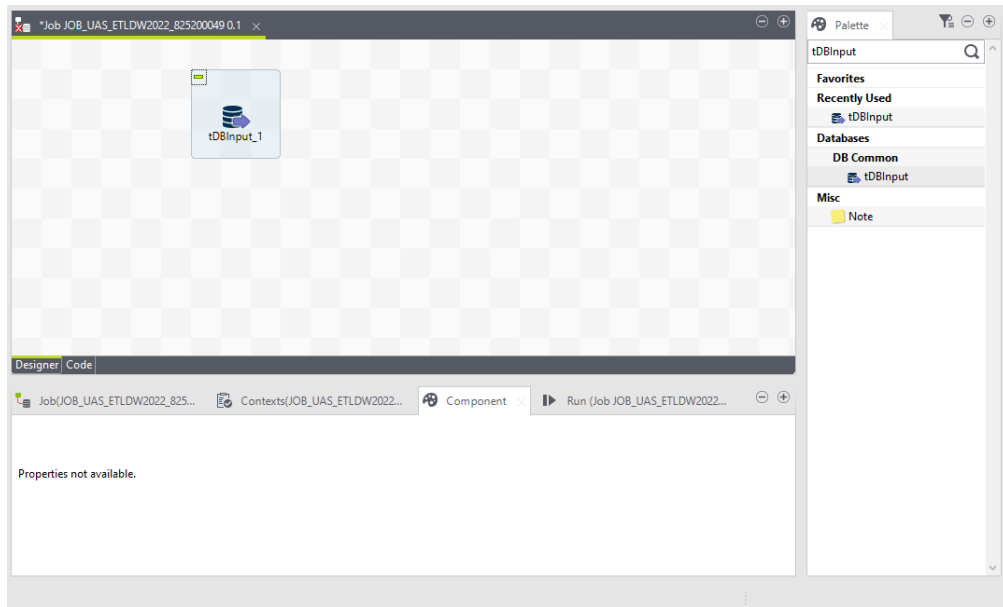 *Job JOB_UAS_ETLDW2022_825200049 0.1
tDBInput_1
Designer Code
Job(JOB_UAS_ETLDW2022_825... Contexts(JOB_UAS_ETLDW2022... Component Run (Job JOB_UAS_ETLDW2022...
Properties not available.
Palette
tDBInput
Favorites
Recently Used
tDBInput
Databases
DB Common
tDBInput
Misc
Note